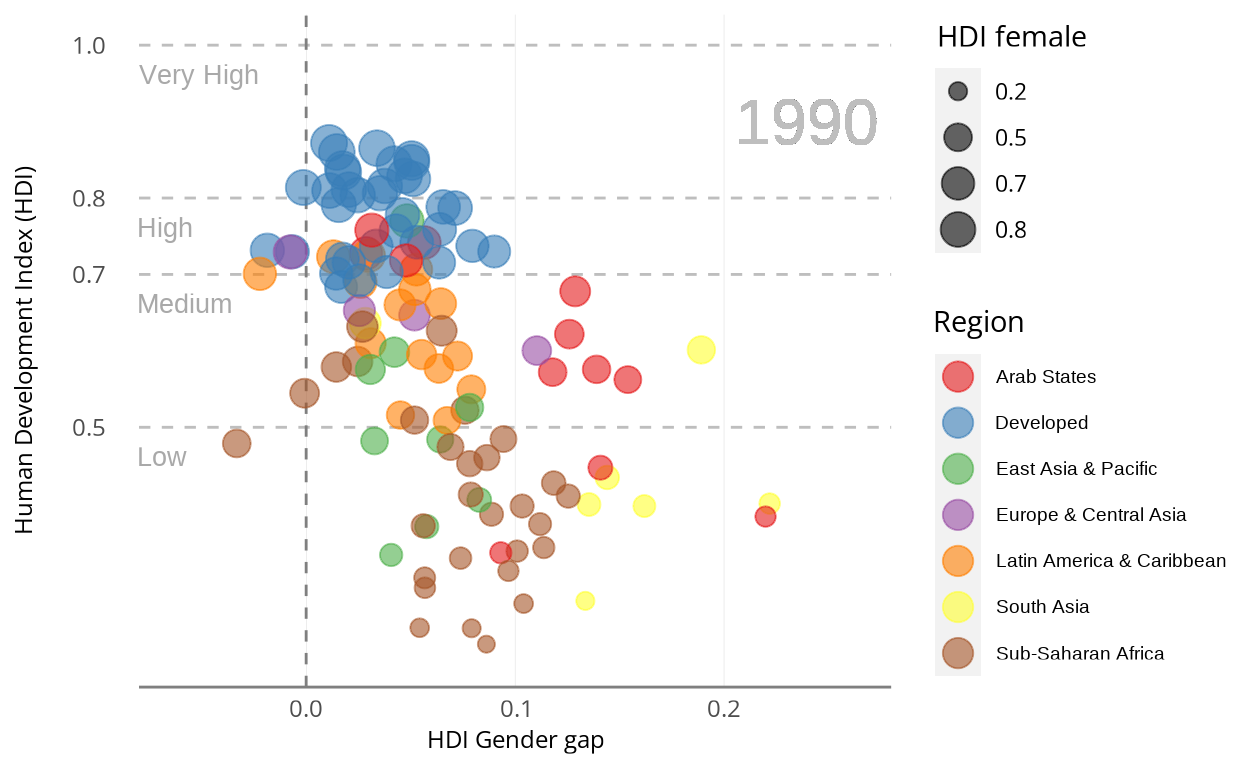 1.0
Very High
1990
0.8
High
0.7
Medium
0.5
Low
Human Development Index (HDI)
0.0
0.1
0.2
HDI Gender gap
HDI female
0.2
0.5
0.7
0.8
Region
Arab States
Developed
East Asia & Pacific
Europe & Central Asia
Latin America & Caribbean
South Asia
Sub-Saharan Africa